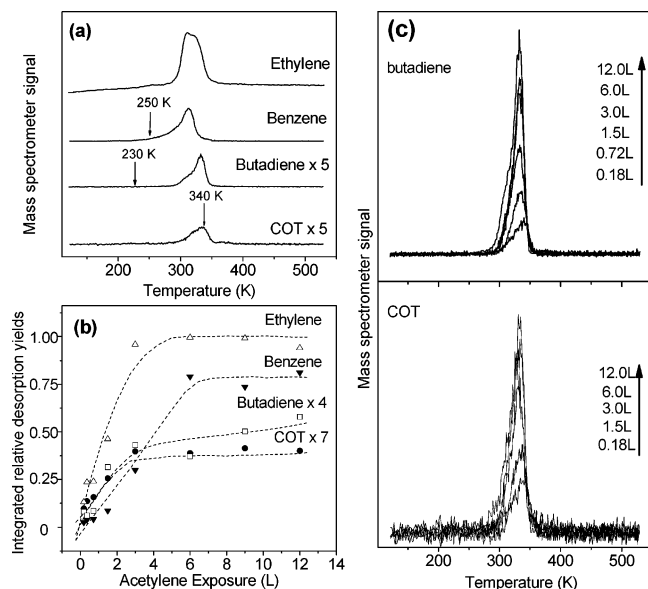 (a)
Ethylene
Benzene
Butadiene x 5
COT x 5
250 K
230 K
340 K
Mass spectrometer signal
200 300 400 500
Temperature (K)
(b)
Ethylene
Benzene
Butadiene x 4
COT x 7
Integrated relative desorption yields
1.00
0.75
0.50
0.25
0
0 2 4 6 8 10 12 14
Acetylene Exposure (L)
(c)
butadiene
12.0L
6.0L
3.0L
1.5L
0.72L
0.18L
COT
12.0L
6.0L
3.0L
1.5L
0.18L
Mass spectrometer signal
200 300 400 500
Temperature (K)